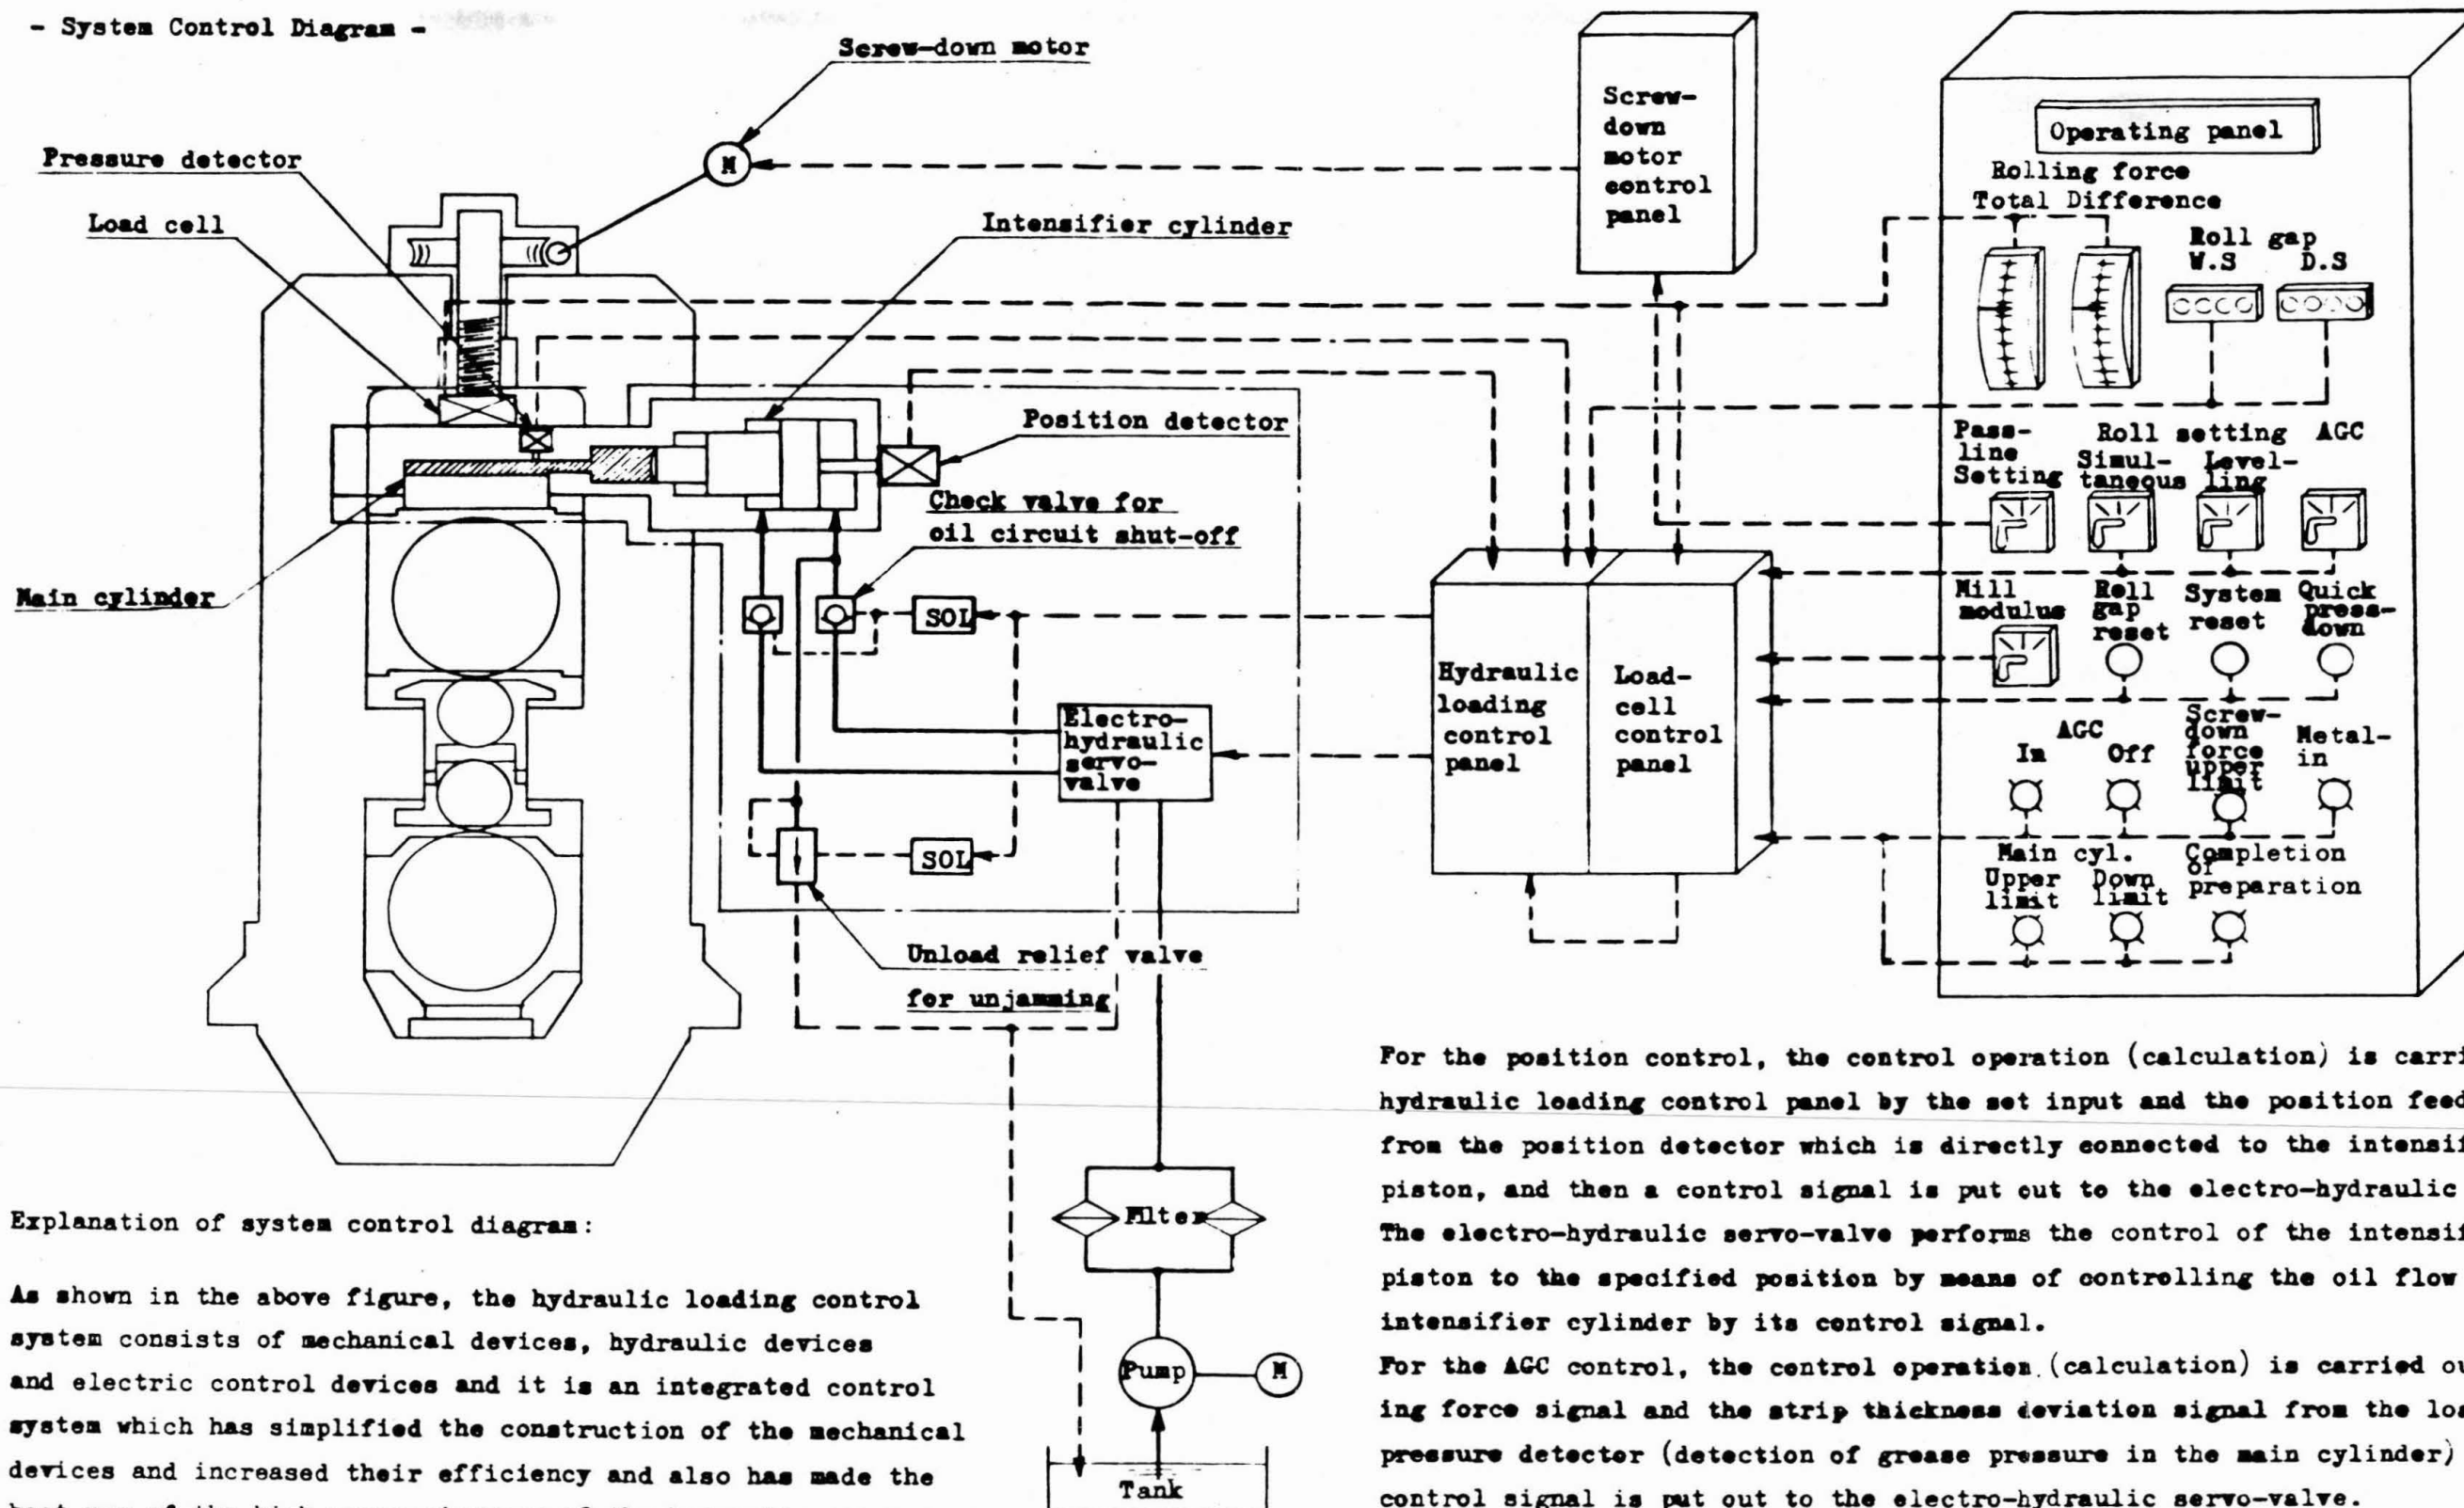 - System Control Diagram -
Screw-down motor
Pressure detector
Load cell
M
Intensifier cylinder
Position detector
Check valve for
oil circuit shut-off
Main cylinder
SOL
Electro-
hydraulic
servo-
valve
SOL
Unload relief valve
for unjamming
Filter
Pump
M
Tank
Screw-
down
motor
control
panel
Hydraulic
loading
control
panel
Load-
cell
control
panel
Operating panel
Rolling force
Total Difference
Roll gap
W.S D.S
Pass-
line
Setting
Roll setting
Simul-
taneous
Level-
ling
AGC
Mill
modulus
Roll
gap
reset
System
reset
Quick
press-
down
AGC
In Off
Screw-
down
force
upper
limit
Metal-
in
Main cyl.
Upper
limit
Down
limit
Completion
of
preparation
Explanation of system control diagram:
As shown in the above figure, the hydraulic loading control
system consists of mechanical devices, hydraulic devices
and electric control devices and it is an integrated control
system which has simplified the construction of the mechanical
devices and increased their efficiency and also has made the
For the position control, the control operation (calculation) is carri
hydraulic loading control panel by the set input and the position feed
from the position detector which is directly connected to the intensif
piston, and then a control signal is put out to the electro-hydraulic
The electro-hydraulic servo-valve performs the control of the intensif
piston to the specified position by means of controlling the oil flow
intensifier cylinder by its control signal.
For the AGC control, the control operation (calculation) is carried ou
ing force signal and the strip thickness deviation signal from the loa
pressure detector (detection of grease pressure in the main cylinder)
control signal is put out to the electro-hydraulic servo-valve.